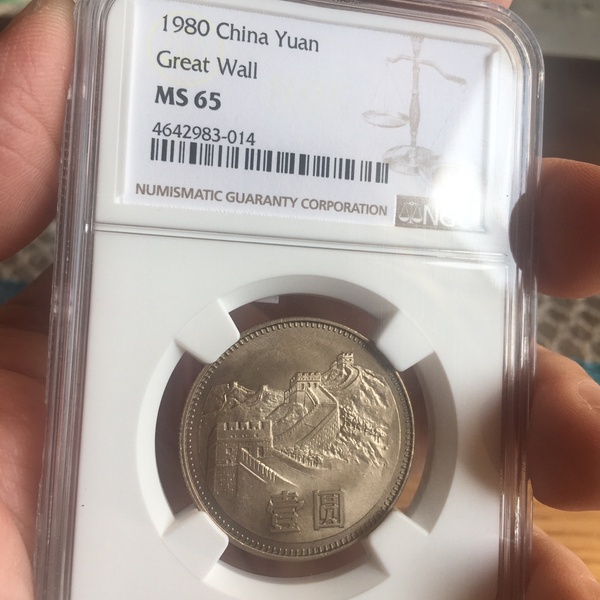 1980 China Yuan
Great Wall
MS 65
4642983-014
NUMISMATIC GUARANTY CORPORATION
NGC
壹圆